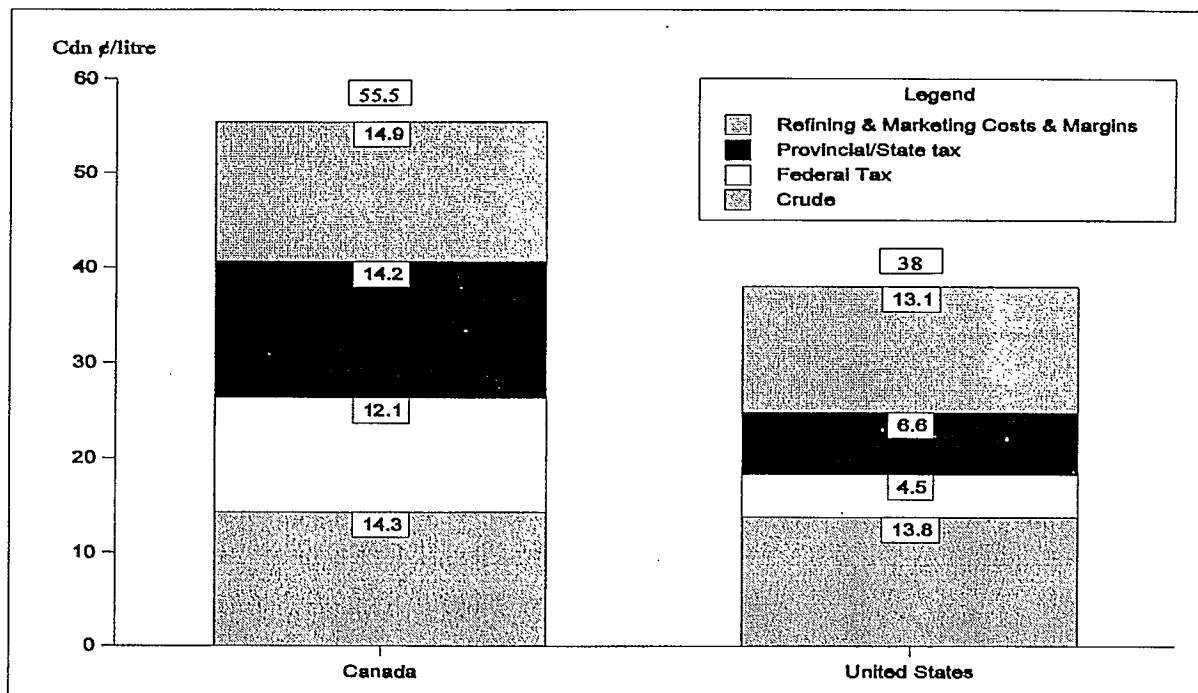 Cdn ¢/litre
60
50
40
30
20
10
0
55.5
14.9
14.2
12.1
14.3
Canada
Legend
Refining & Marketing Costs & Margins
Provincial/State tax
Federal Tax
Crude
38
13.1
6.6
4.5
13.8
United States